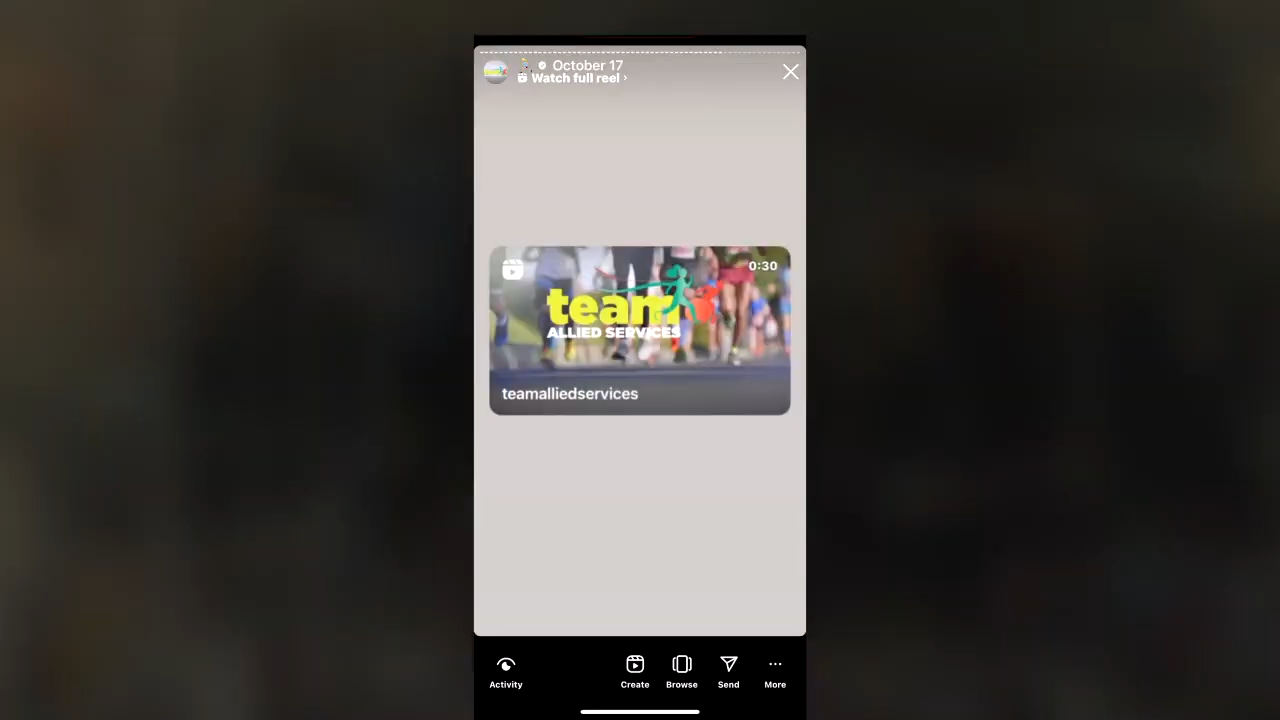 October 17
Watch full reel ›
0:30
team
ALLIED SERVICES
teamalliedservices
Activity
Create
Browse
Send
More